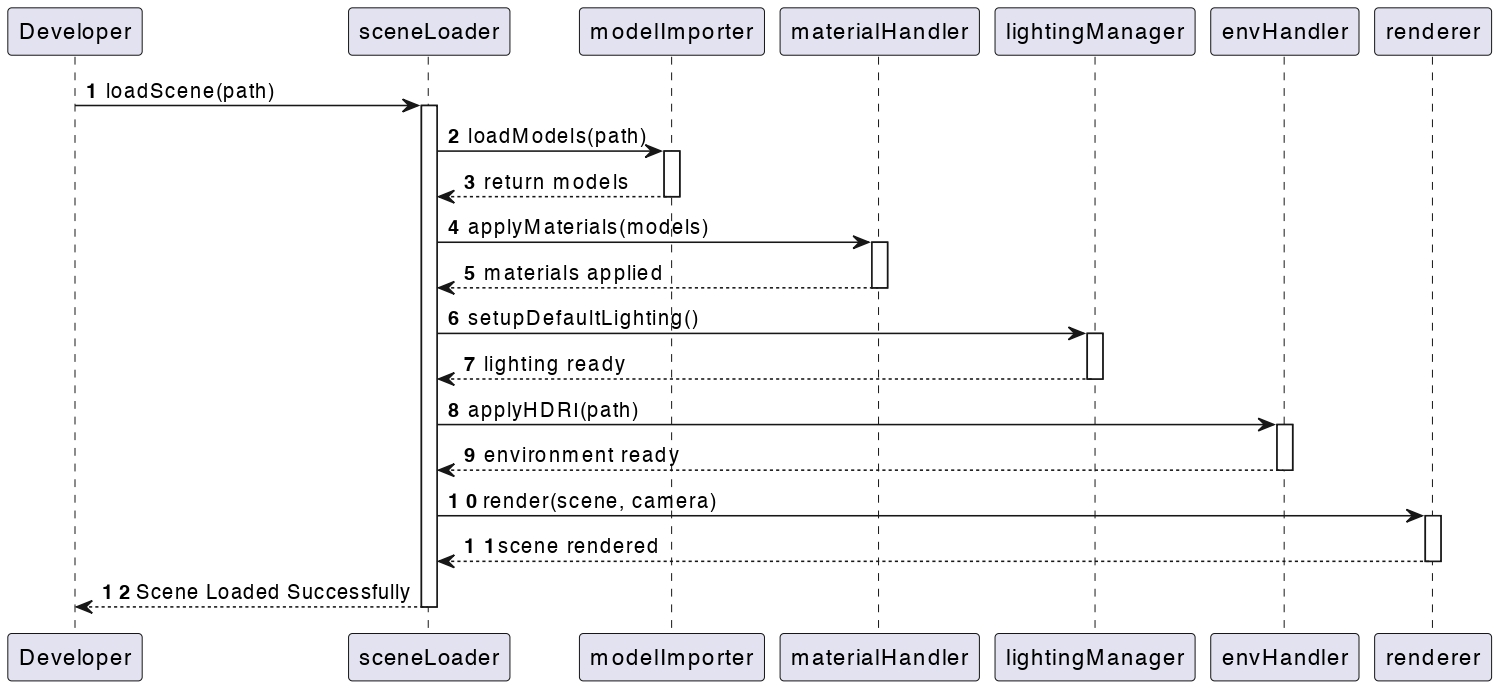 Developer sceneLoader modelImporter materialHandler lightingManager envHandler renderer
1 loadScene(path)
2 loadModels(path)
3 return models
4 applyMaterials(models)
5 materials applied
6 setupDefaultLighting()
7 lighting ready
8 applyHDRI(path)
9 environment ready
10 render(scene, camera)
11 scene rendered
12 Scene Loaded Successfully
Developer sceneLoader modelImporter materialHandler lightingManager envHandler renderer